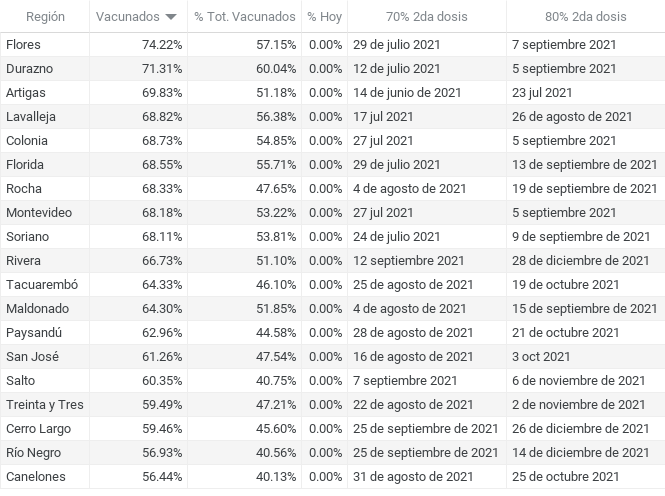 Región Vacunados % Tot. Vacunados % Hoy 70% 2da dosis 80% 2da dosis
Flores 74.22% 57.15% 0.00% 29 de julio 2021 7 septiembre 2021
Durazno 71.31% 60.04% 0.00% 12 de julio 2021 5 septiembre 2021
Artigas 69.83% 51.18% 0.00% 14 de junio de 2021 23 jul 2021
Lavalleja 68.82% 56.38% 0.00% 17 jul 2021 26 de agosto de 2021
Colonia 68.73% 54.85% 0.00% 27 jul 2021 5 septiembre 2021
Florida 68.55% 55.71% 0.00% 29 de julio 2021 13 de septiembre de 2021
Rocha 68.33% 47.65% 0.00% 4 de agosto de 2021 19 de septiembre de 2021
Montevideo 68.18% 53.22% 0.00% 27 jul 2021 5 septiembre 2021
Soriano 68.11% 53.81% 0.00% 24 de julio 2021 9 de septiembre de 2021
Rivera 66.73% 51.10% 0.00% 12 septiembre 2021 28 de diciembre de 2021
Tacuarembó 64.33% 46.10% 0.00% 25 de agosto de 2021 19 de octubre 2021
Maldonado 64.30% 51.85% 0.00% 4 de agosto de 2021 15 de septiembre de 2021
Paysandú 62.96% 44.58% 0.00% 28 de agosto de 2021 21 de octubre 2021
San José 61.26% 47.54% 0.00% 16 de agosto de 2021 3 oct 2021
Salto 60.35% 40.75% 0.00% 7 septiembre 2021 6 de noviembre de 2021
Treinta y Tres 59.49% 47.21% 0.00% 22 de agosto de 2021 2 de noviembre de 2021
Cerro Largo 59.46% 45.60% 0.00% 25 de septiembre de 2021 26 de diciembre de 2021
Río Negro 56.93% 40.56% 0.00% 25 de septiembre de 2021 14 de diciembre de 2021
Canelones 56.44% 40.13% 0.00% 31 de agosto de 2021 25 de octubre de 2021